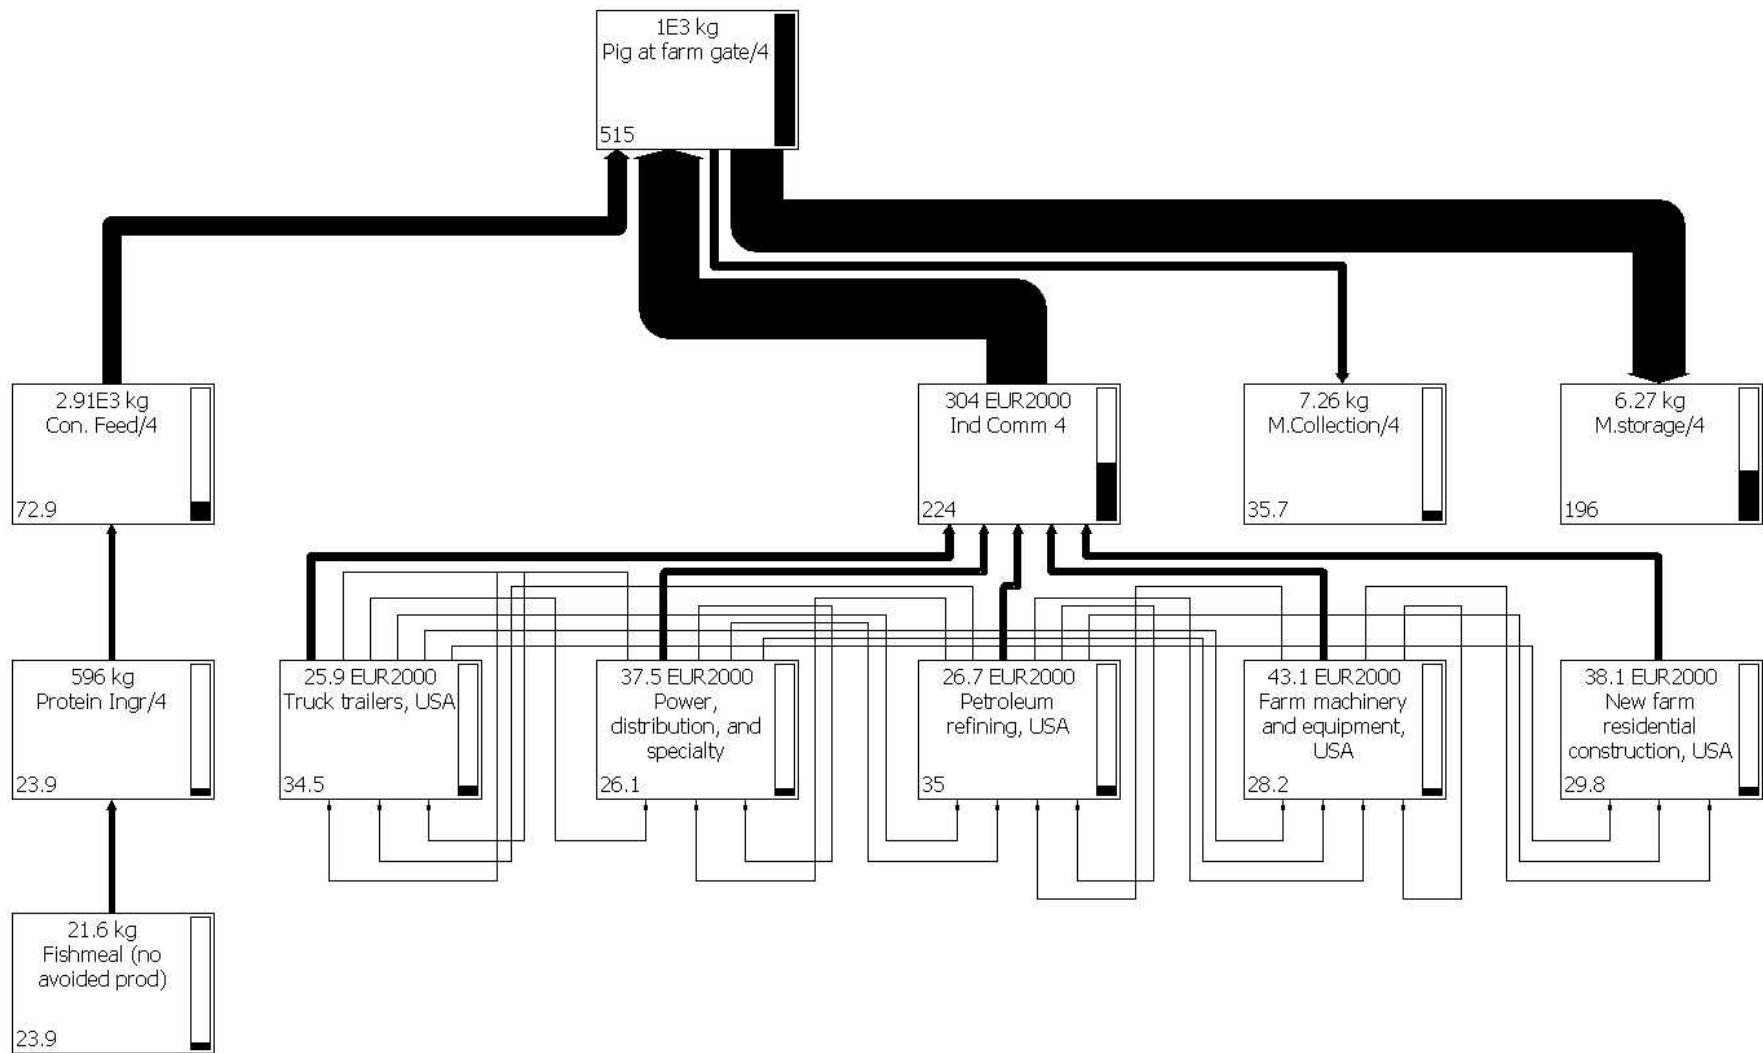 1E3 kg
Pig at farm gate/4
515
2.91E3 kg
Con. Feed/4
72.9
304 EUR2000
Ind Comm 4
224
7.26 kg
M.Collection/4
35.7
6.27 kg
M.storage/4
196
596 kg
Protein Ingr/4
23.9
25.9 EUR2000
Truck trailers, USA
34.5
37.5 EUR2000
Power,
distribution, and
specialty
26.1
26.7 EUR2000
Petroleum
refining, USA
35
43.1 EUR2000
Farm machinery
and equipment,
USA
28.2
38.1 EUR2000
New farm
residential
construction, USA
29.8
21.6 kg
Fishmeal (no
avoided prod)
23.9